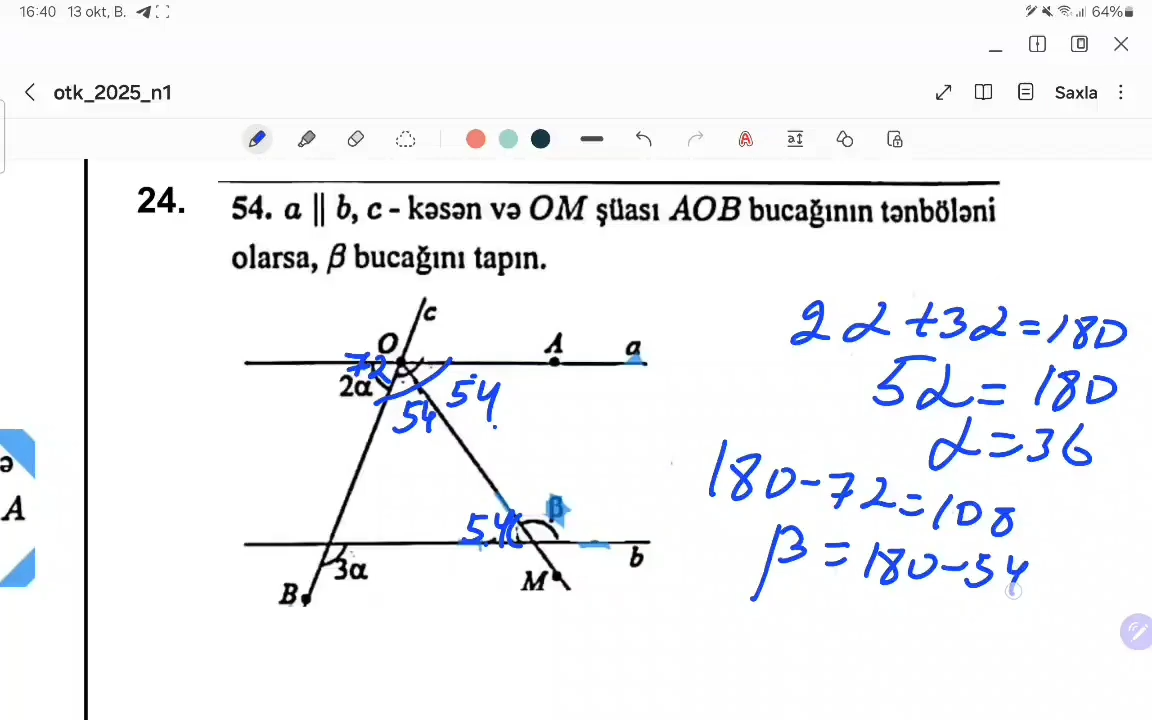 16:40 13 okt, B. 64%
otk_2025_n1 Saxla
24.
54. a || b, c - kəsən və OM şüası AOB bucağının tənböləni
olarsa, β bucağını tapın.
c
O A a
72
2α
54 54
β
54
3α
B M b
ə
A
2α+3α=180
5α=180
α=36
180-72=108
β=180-54